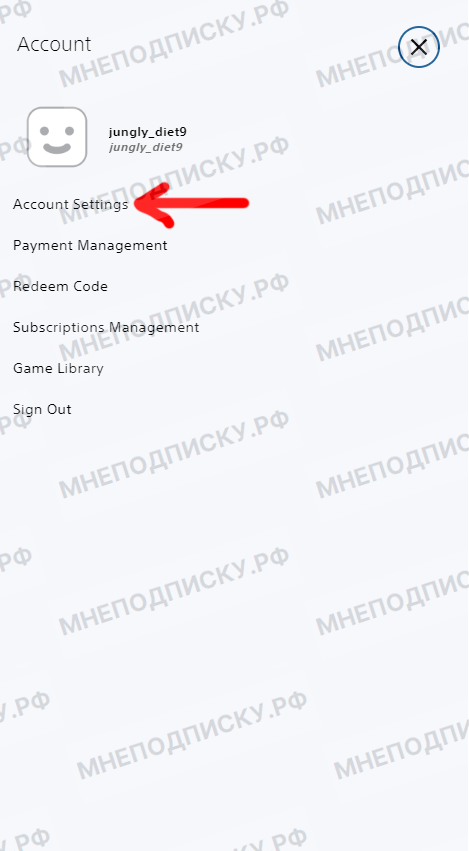 Account
jungly_diet9
jungly_diet9
Account Settings
Payment Management
Redeem Code
Subscriptions Management
Game Library
Sign Out
МНЕПОДПИСКУ.РФ